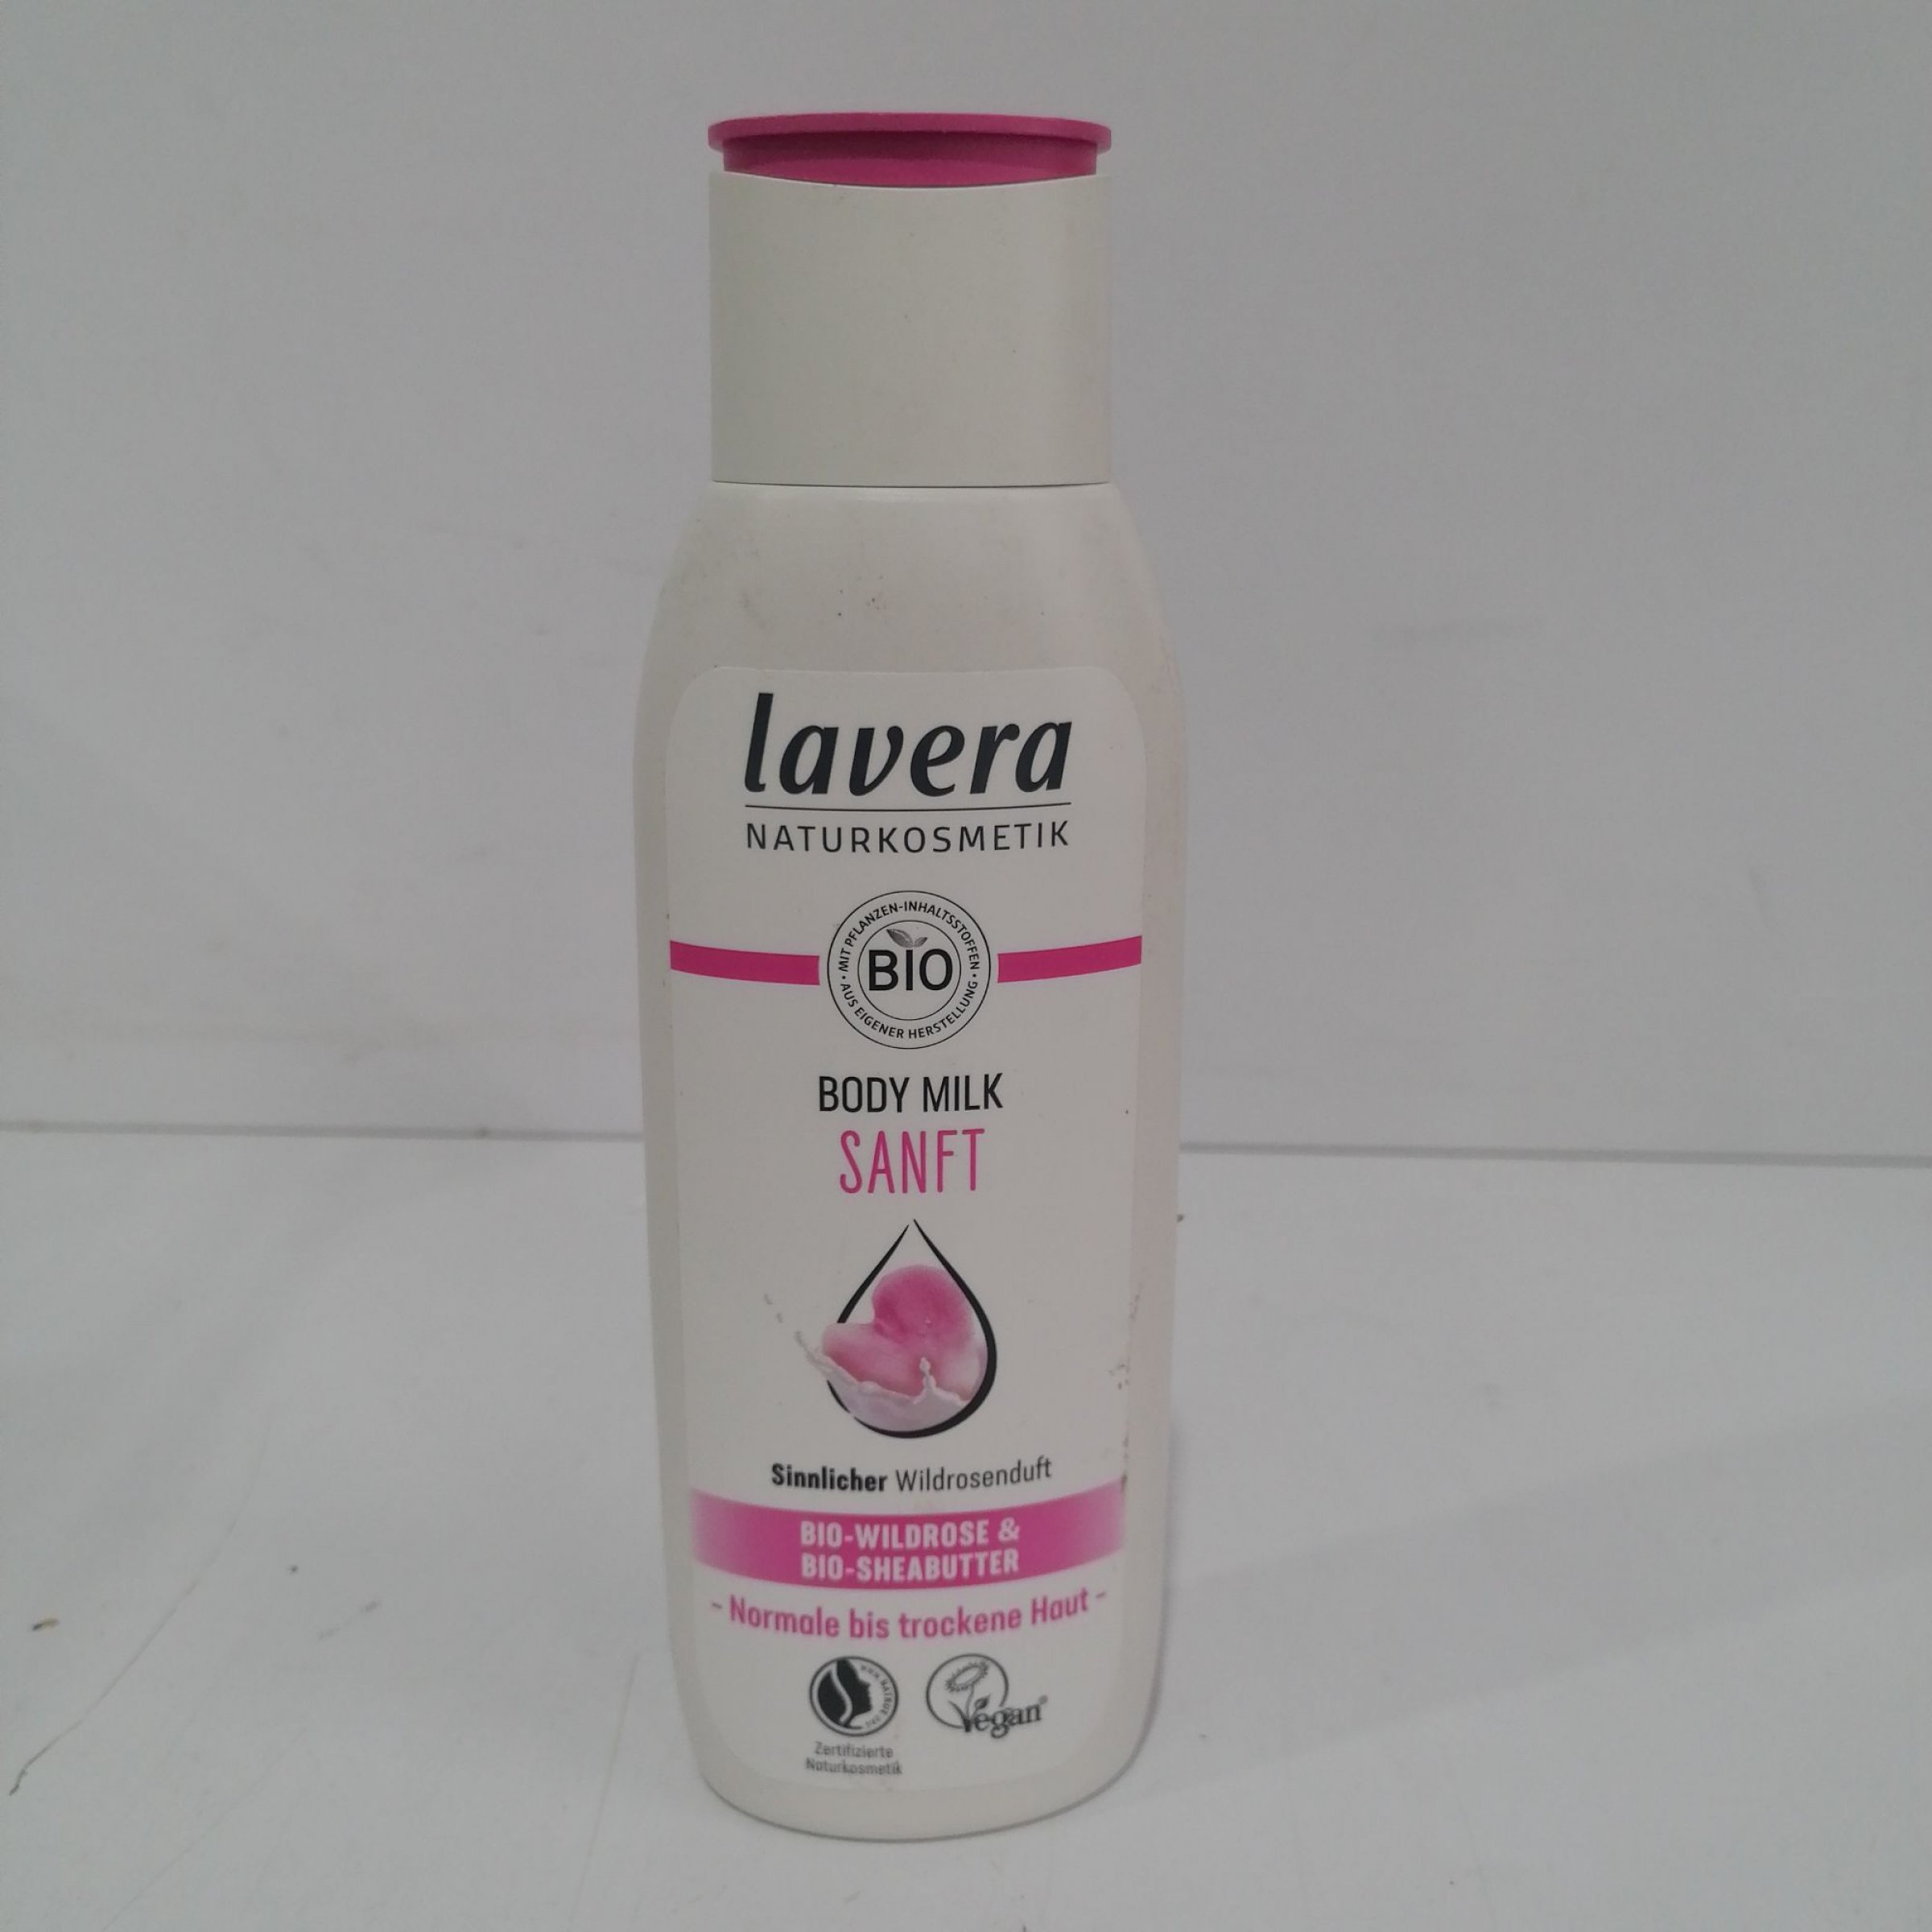 lavera
NATURKOSMETIK
• MIT PFLANZEN-INHALTSSTOFFEN •
AUS EIGENER HERSTELLUNG
BIO
BODY MILK
SANFT
Sinnlicher Wildrosenduft
BIO-WILDROSE &
BIO-SHEABUTTER
- Normale bis trockene Haut -
Vegan®
Zertifizierte
Naturkosmetik